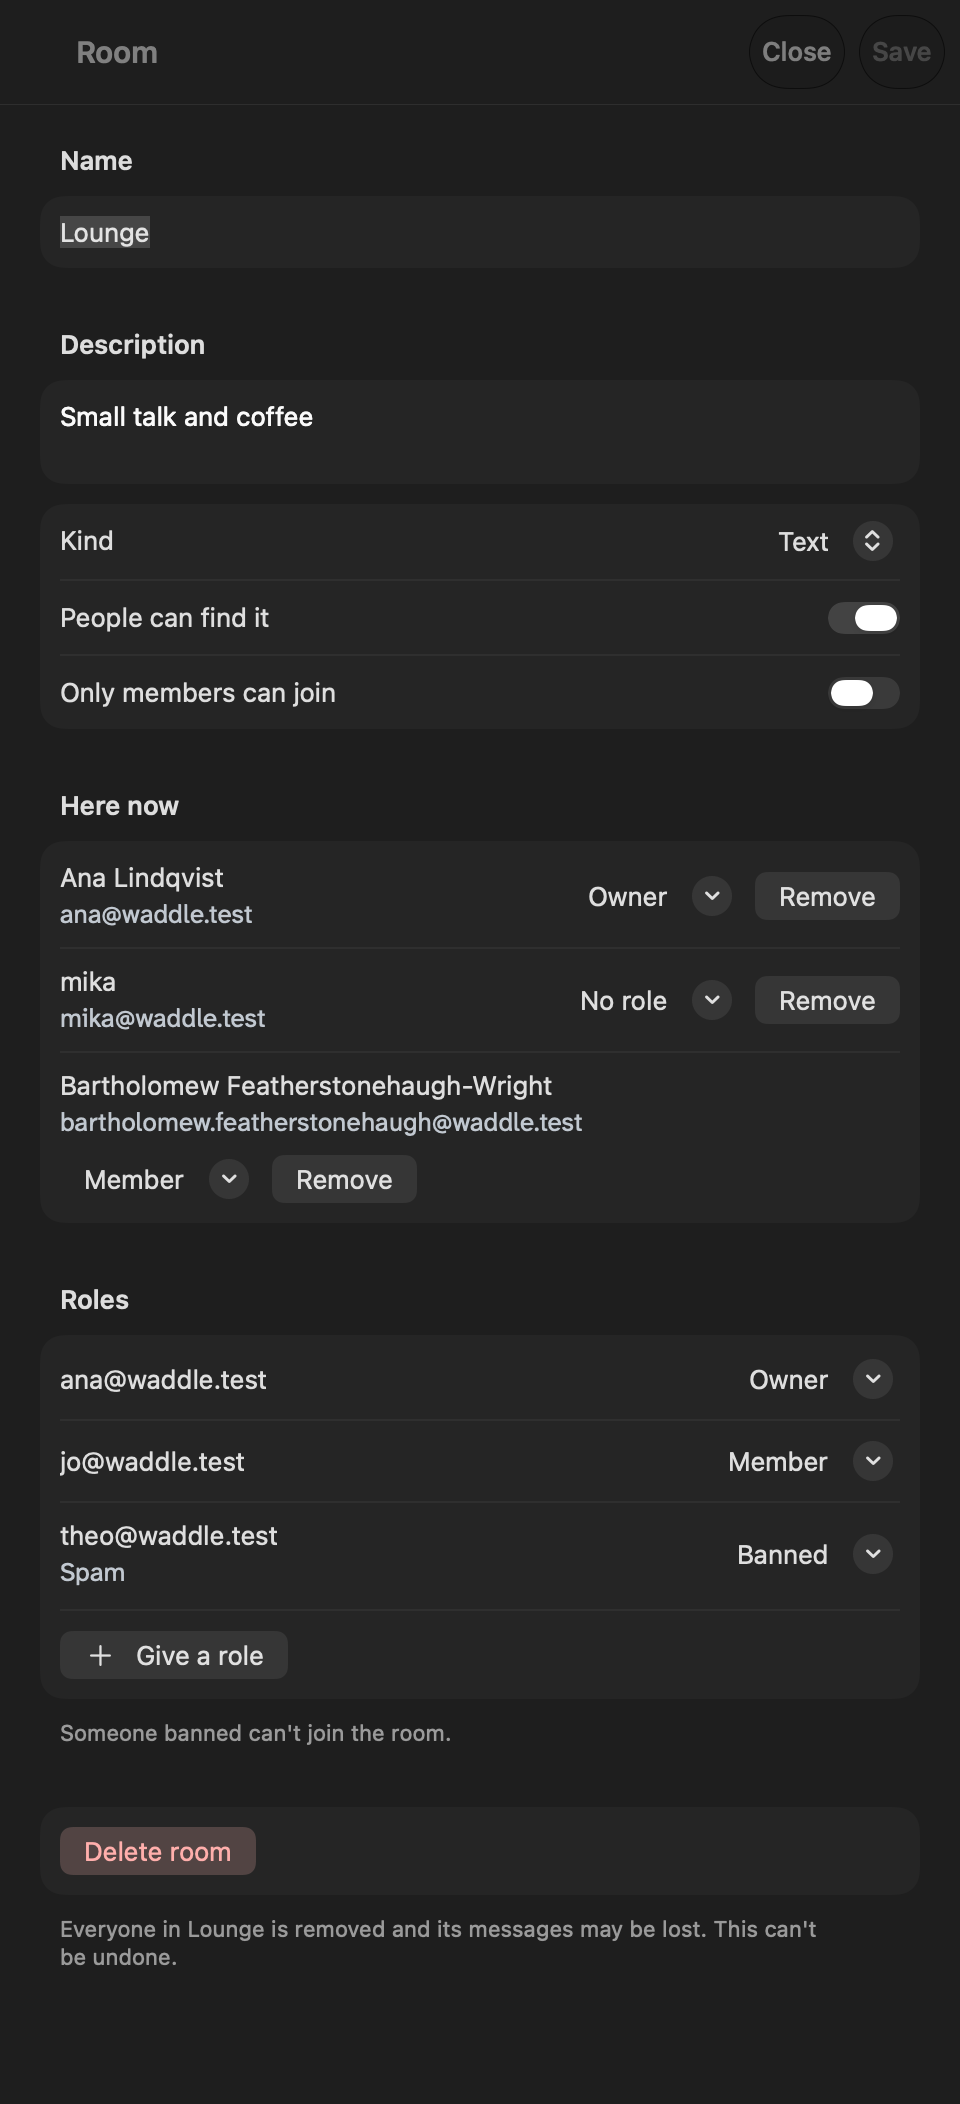 Room
Close
Save
Name
Lounge
Description
Small talk and coffee
Kind
Text
People can find it
Only members can join
Here now
Ana Lindqvist
ana@waddle.test
Owner
Remove
mika
mika@waddle.test
No role
Remove
Bartholomew Featherstonehaugh-Wright
bartholomew.featherstonehaugh@waddle.test
Member
Remove
Roles
ana@waddle.test
Owner
jo@waddle.test
Member
theo@waddle.test
Spam
Banned
Give a role
Someone banned can't join the room.
Delete room
Everyone in Lounge is removed and its messages may be lost. This can't
be undone.